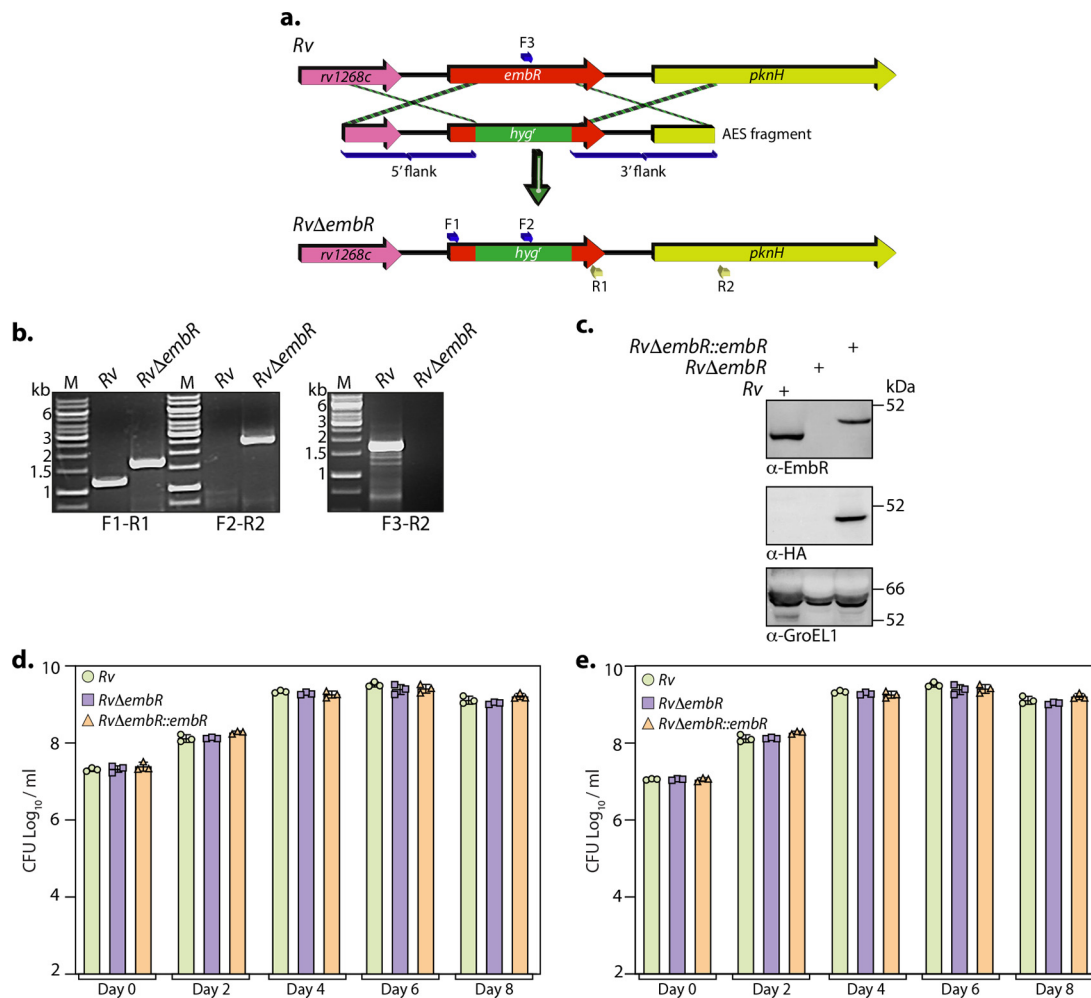 a.
Rv
F3
rv1268c
embR
pknH
hygʳ
AES fragment
5' flank
3' flank
RvΔembR
F1
F2
rv1268c
hygʳ
pknH
R1
R2
b.
kb
M
Rv
RvΔembR
M
Rv
RvΔembR
6
3
2
1.5
1
F1-R1
F2-R2
kb
M
Rv
RvΔembR
6
3
2
1.5
1
F3-R2
c.
RvΔembR::embR
+
RvΔembR
+
Rv
+
kDa
52
α-EmbR
52
α-HA
66
52
α-GroEL1
d.
CFU Log₁₀ / ml
10
8
6
4
2
Rv
RvΔembR
RvΔembR::embR
Day 0
Day 2
Day 4
Day 6
Day 8
e.
CFU Log₁₀ / ml
10
8
6
4
2
Rv
RvΔembR
RvΔembR::embR
Day 0
Day 2
Day 4
Day 6
Day 8